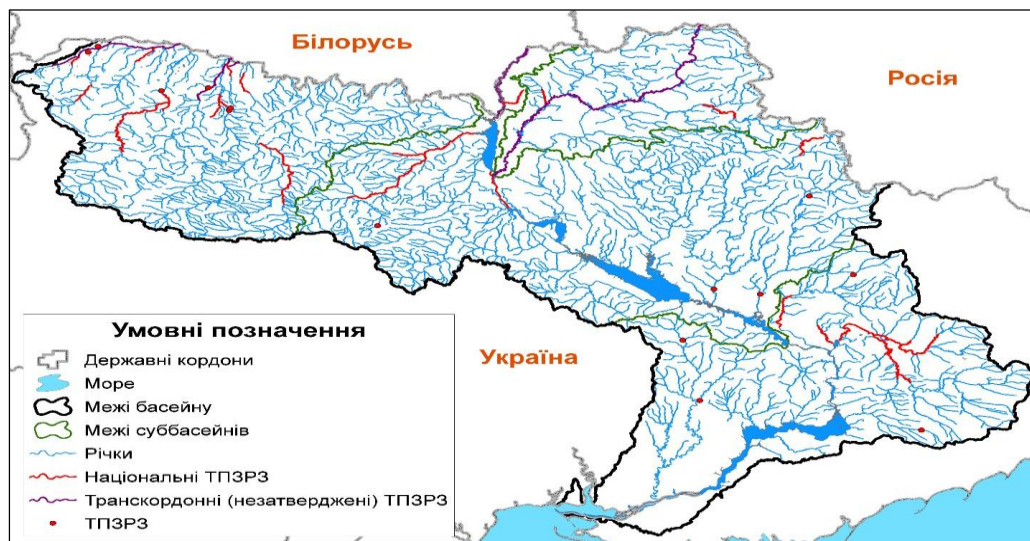 Білорусь
Росія
Україна
Умовні позначення
Державні кордони
Море
Межі басейну
Межі суббасейнів
Річки
Національні ТПЗРЗ
Транскордонні (незатверджені) ТПЗРЗ
ТПЗРЗ